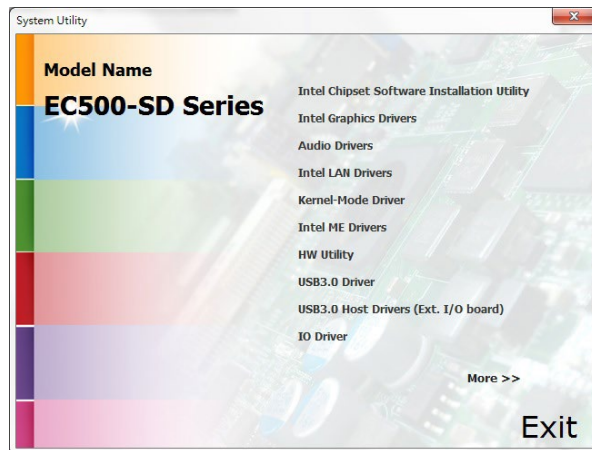 System Utility
Model Name
EC500-SD Series
Intel Chipset Software Installation Utility
Intel Graphics Drivers
Audio Drivers
Intel LAN Drivers
Kernel-Mode Driver
Intel ME Drivers
HW Utility
USB3.0 Driver
USB3.0 Host Drivers (Ext. I/O board)
IO Driver
More >>
Exit